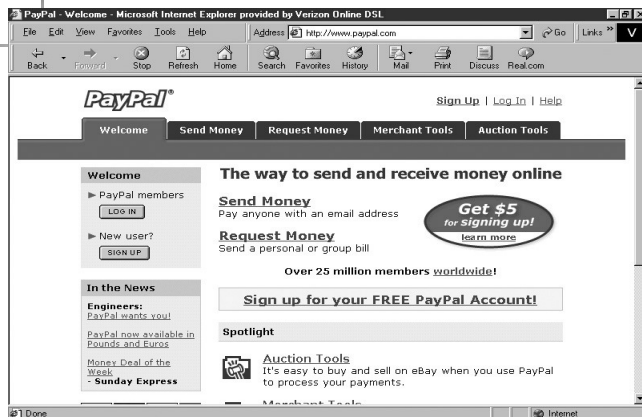 PayPal - Welcome - Microsoft Internet Explorer provided by Verizon Online DSL
File Edit View Favorites Tools Help
Address http://www.paypal.com
Go
Links »
V
Back Forward Stop Refresh Home Search Favorites History Mail Print Discuss Real.com
PayPal®
Sign Up | Log In | Help
Welcome Send Money Request Money Merchant Tools Auction Tools
Welcome
PayPal members
LOG IN
New user?
SIGN UP
In the News
Engineers:
PayPal wants you!
PayPal now available in
Pounds and Euros
Money Deal of the
Week
- Sunday Express
The way to send and receive money online
Send Money
Pay anyone with an email address
Request Money
Send a personal or group bill
Get $5
for signing up!
learn more
Over 25 million members worldwide!
Sign up for your FREE PayPal Account!
Spotlight
Auction Tools
It's easy to buy and sell on eBay when you use PayPal
to process your payments.
Merchant Tools
Done
Internet